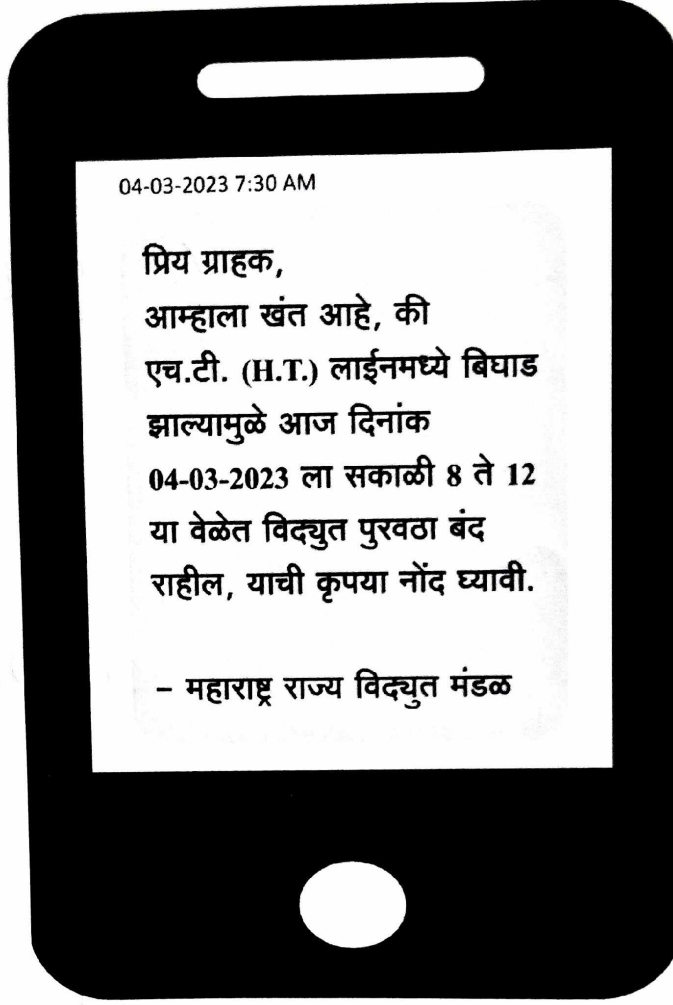 04-03-2023 7:30 AM
प्रिय ग्राहक,
आम्हाला खंत आहे, की
एच.टी. (H.T.) लाईनमध्ये बिघाड
झाल्यामुळे आज दिनांक
04-03-2023 ला सकाळी 8 ते 12
या वेळेत विद्युत पुरवठा बंद
राहील, याची कृपया नोंद घ्यावी.
– महाराष्ट्र राज्य विद्युत मंडळ